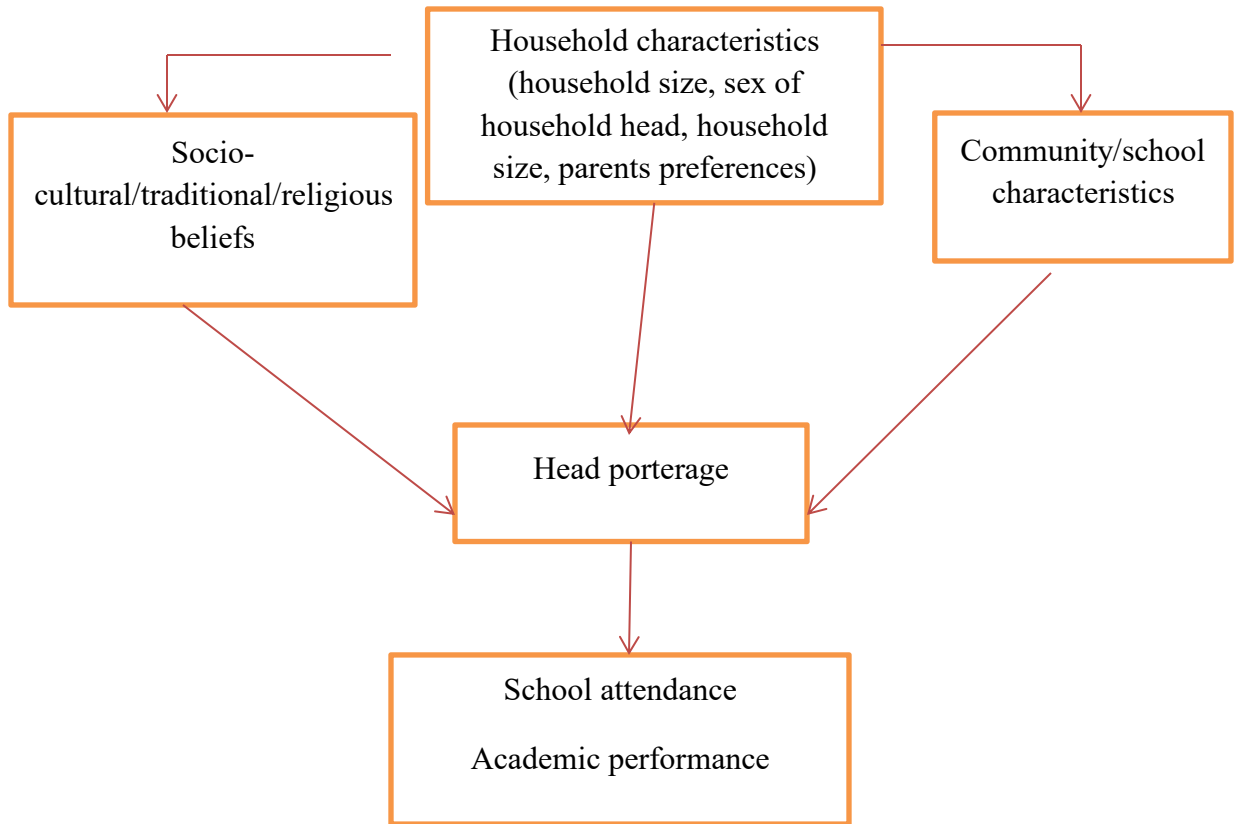 Household characteristics
(household size, sex of
household head, household
size, parents preferences)
Socio-
cultural/traditional/religious
beliefs
Community/school
characteristics
Head porterage
School attendance
Academic performance